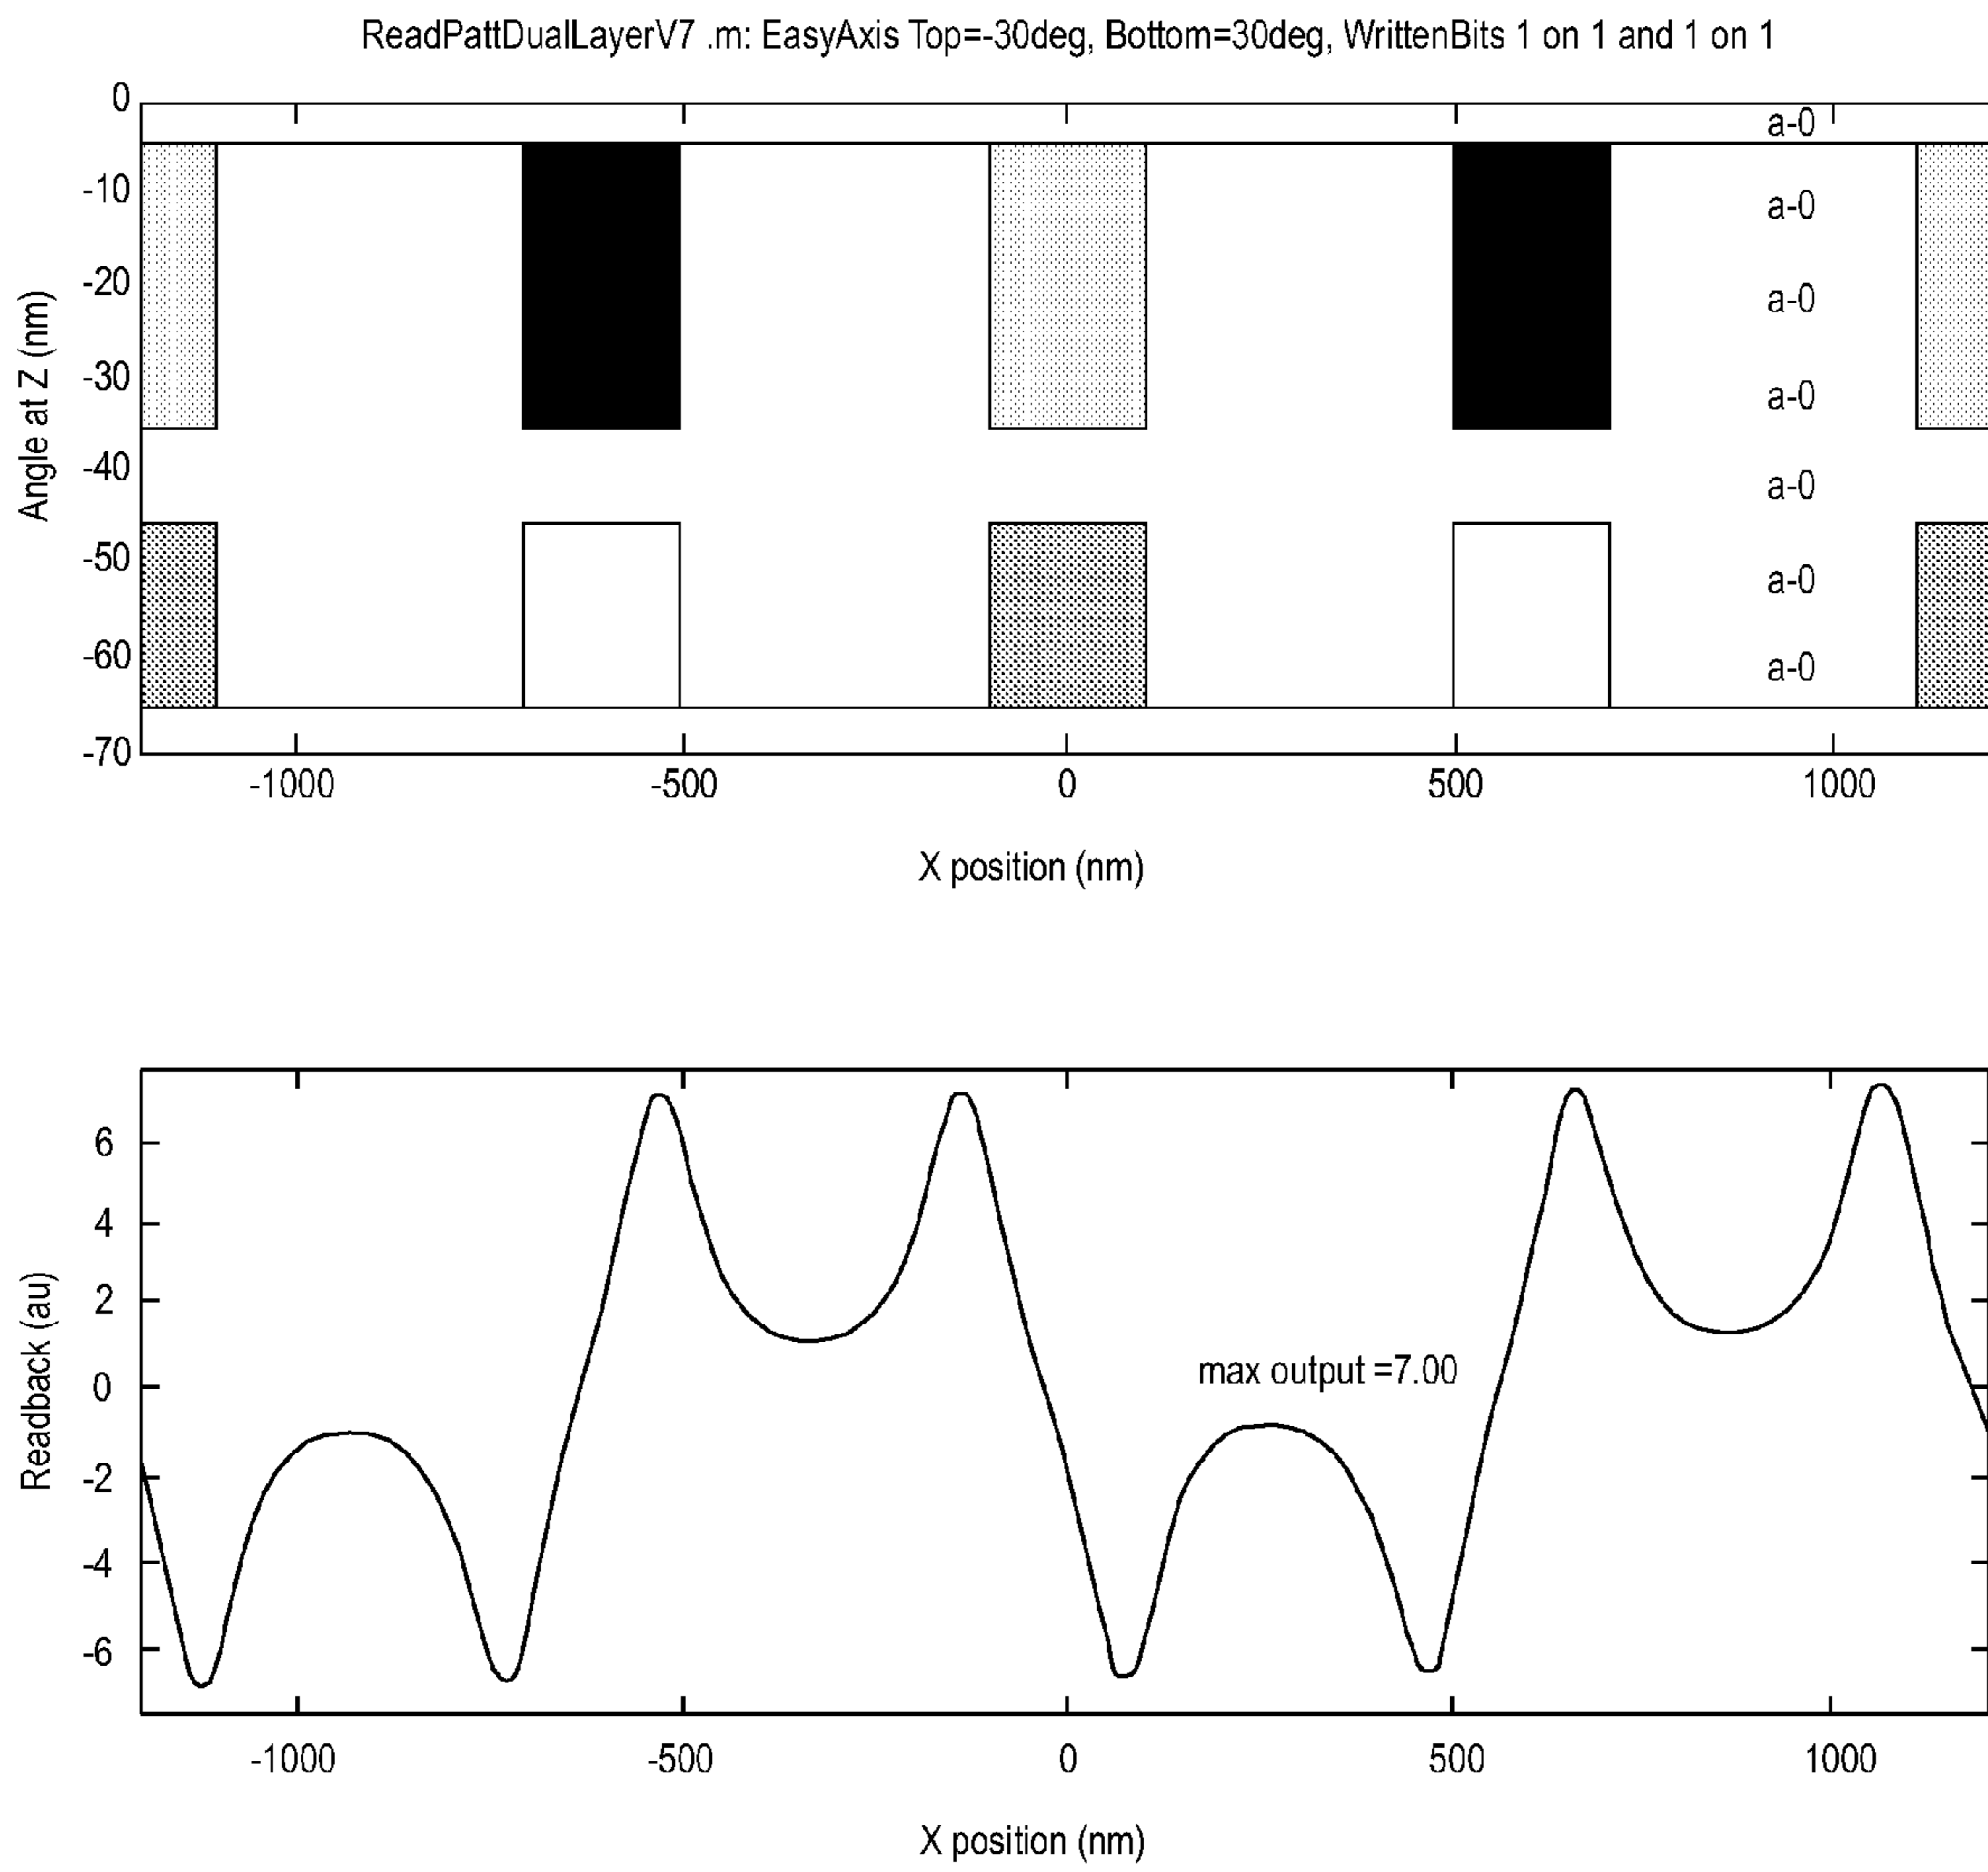 ReadPattDualLayerV7 .m: EasyAxis Top=-30deg, Bottom=30deg, WrittenBits 1 on 1 and 1 on 1
Angle at Z (nm)
0
-10
-20
-30
-40
-50
-60
-70
a-0
a-0
a-0
a-0
a-0
a-0
a-0
-1000 -500 0 500 1000
X position (nm)
Readback (au)
6
4
2
0
-2
-4
-6
max output =7.00
-1000 -500 0 500 1000
X position (nm)